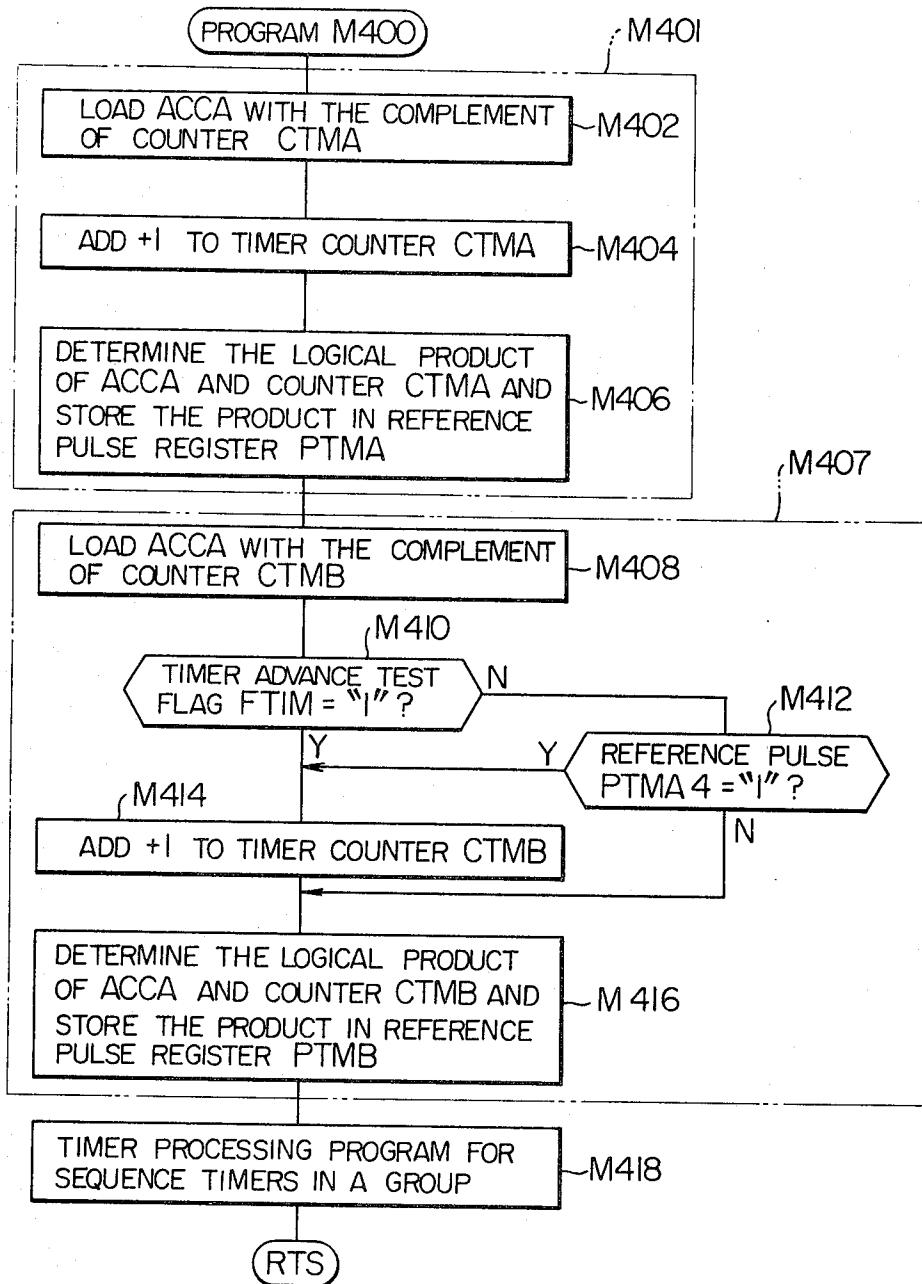 PROGRAM M400
M401
LOAD ACCA WITH THE COMPLEMENT
OF COUNTER CTMA
M402
ADD +1 TO TIMER COUNTER CTMA
M404
DETERMINE THE LOGICAL PRODUCT
OF ACCA AND COUNTER CTMA AND
STORE THE PRODUCT IN REFERENCE
PULSE REGISTER PTMA
M406
M407
LOAD ACCA WITH THE COMPLEMENT
OF COUNTER CTMB
M408
M410
TIMER ADVANCE TEST
FLAG FTIM = "1" ?
N
Y
M412
REFERENCE PULSE
PTMA 4 = "1" ?
Y
N
M414
ADD +1 TO TIMER COUNTER CTMB
DETERMINE THE LOGICAL PRODUCT
OF ACCA AND COUNTER CTMB AND
STORE THE PRODUCT IN REFERENCE
PULSE REGISTER PTMB
M 416
TIMER PROCESSING PROGRAM FOR
SEQUENCE TIMERS IN A GROUP
M418
RTS